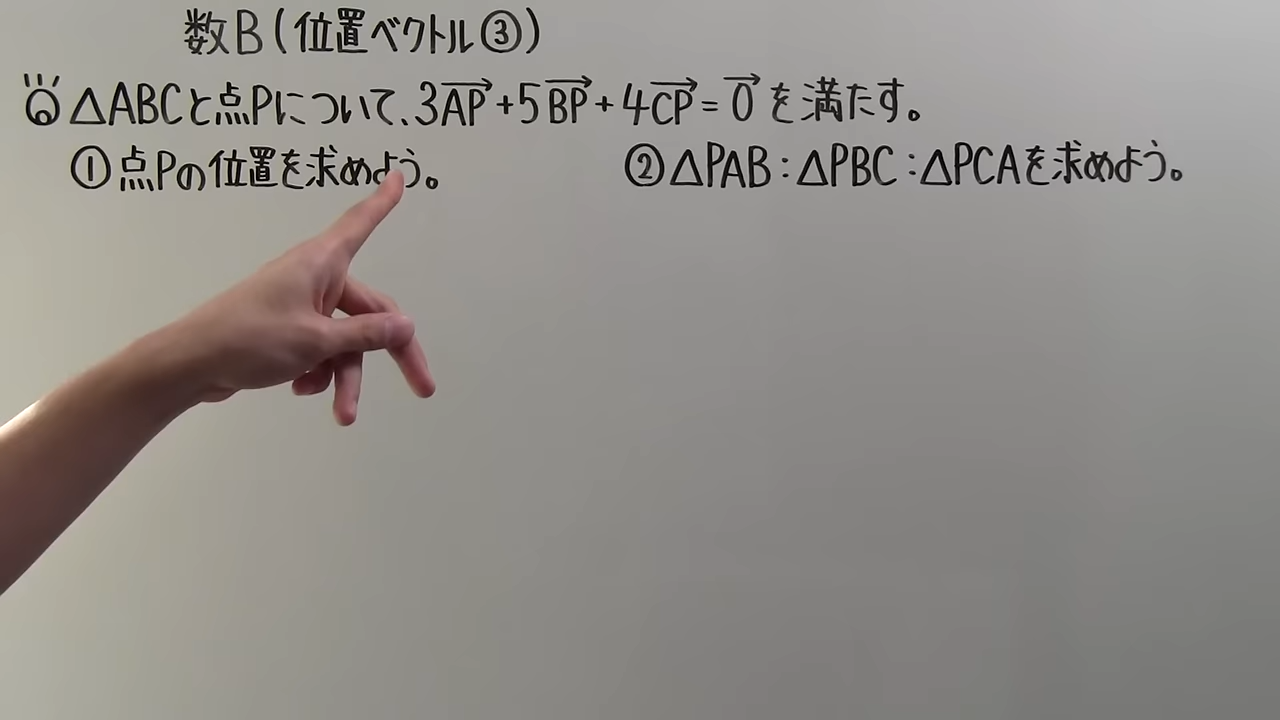 数B(位置ベクトル③)
Q △ABCと点Pについて、3AP+5BP+4CP=0 を満たす。
①点Pの位置を求めよう。
②△PAB:△PBC:△PCAを求めよう。